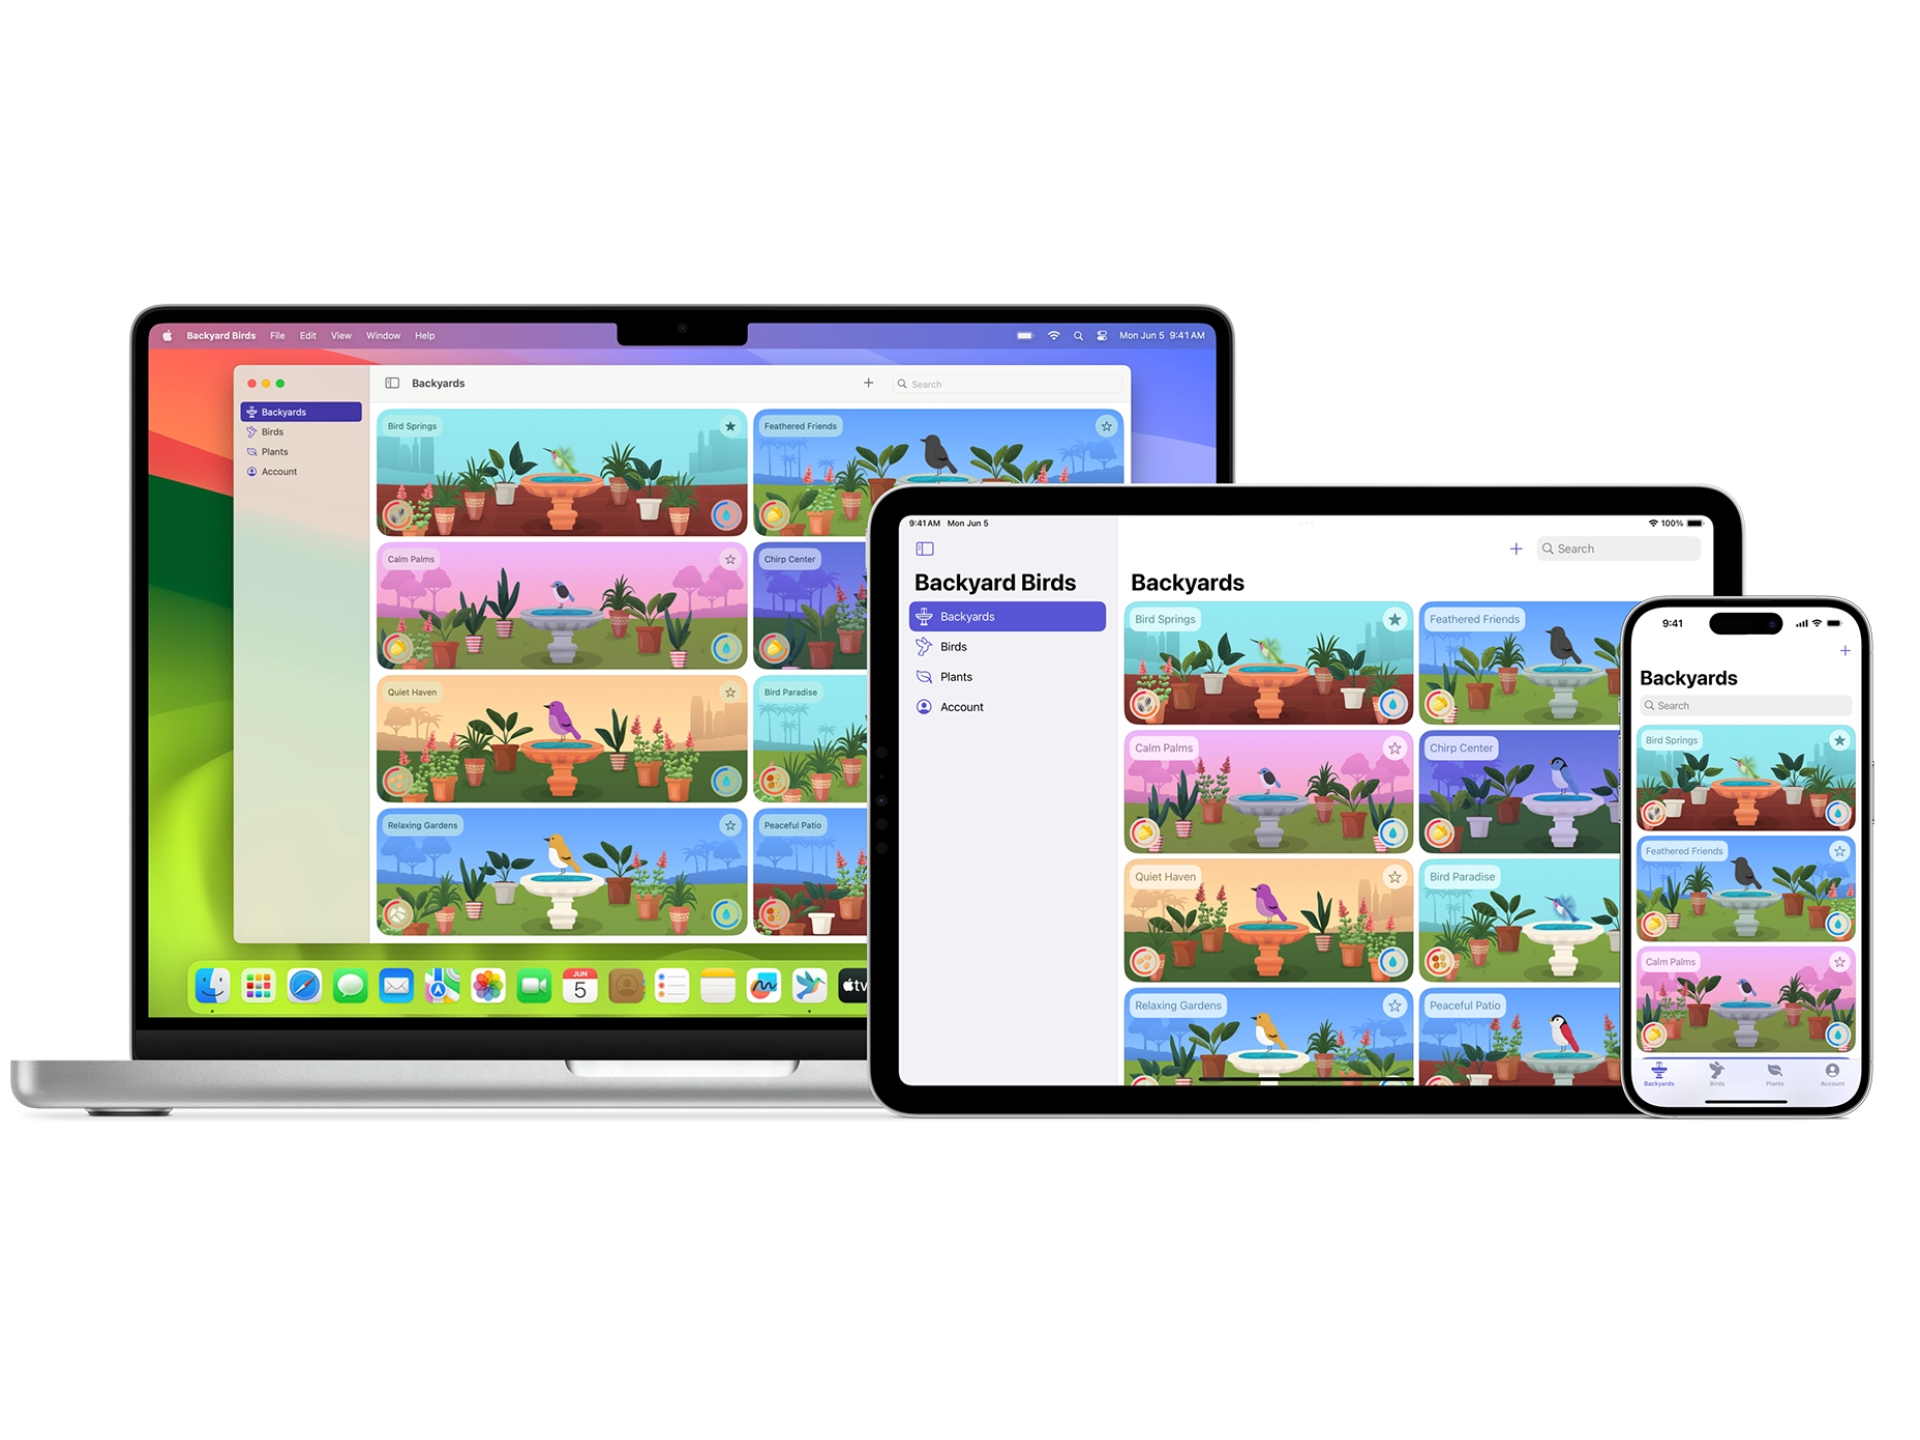 Backyard Birds File Edit View Window Help
Mon Jun 5 9:41 AM
Backyards
Search
Backyards
Birds
Plants
Account
Bird Springs
Feathered Friends
Calm Palms
Chirp Center
Quiet Haven
Bird Paradise
Relaxing Gardens
Peaceful Patio
JUN
5
tv
9:41 AM Mon Jun 5
100%
Search
Backyard Birds
Backyards
Birds
Plants
Account
Backyards
Bird Springs
Feathered Friends
Calm Palms
Chirp Center
Quiet Haven
Bird Paradise
Relaxing Gardens
Peaceful Patio
9:41
Backyards
Search
Bird Springs
Feathered Friends
Calm Palms
Backyards Birds Plants Account